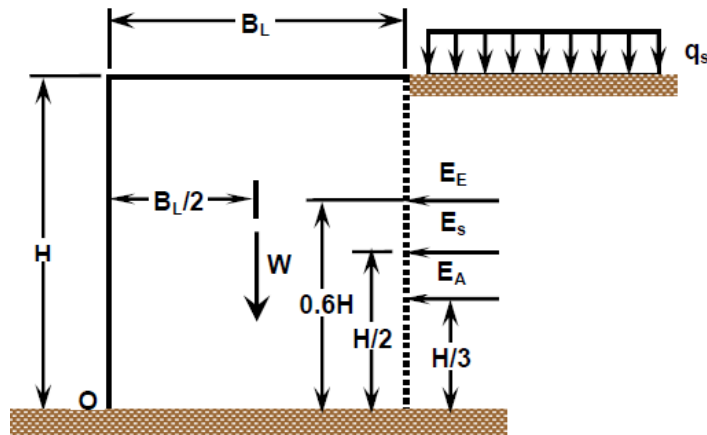 B_L
q_s
B_L/2
E_E
E_s
H
W
E_A
0.6H
H/2
H/3
O